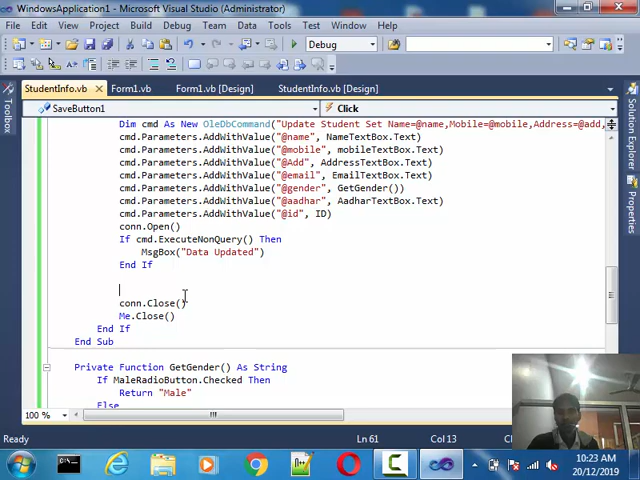 WindowsApplication1 - Microsoft Visual Studio (Administrator)
File Edit View Project Build Debug Team Data Tools Test Window Help
Debug
StudentInfo.vb Form1.vb Form1.vb [Design] StudentInfo.vb [Design]
SaveButton1 Click
Dim cmd As New OleDbCommand("Update Student Set Name=@name,Mobile=@mobile,Address=@add,
cmd.Parameters.AddWithValue("@name", NameTextBox.Text)
cmd.Parameters.AddWithValue("@mobile", mobileTextBox.Text)
cmd.Parameters.AddWithValue("@Add", AddressTextBox.Text)
cmd.Parameters.AddWithValue("@email", EmailTextBox.Text)
cmd.Parameters.AddWithValue("@gender", GetGender())
cmd.Parameters.AddWithValue("@aadhar", AadharTextBox.Text)
cmd.Parameters.AddWithValue("@id", ID)
conn.Open()
If cmd.ExecuteNonQuery() Then
MsgBox("Data Updated")
End If
conn.Close()
Me.Close()
End If
End Sub
Private Function GetGender() As String
If MaleRadioButton.Checked Then
Return "Male"
Else
100 %
Ready Ln 61 Col 13
10:23 AM
20/12/2019
Toolbox
Solution Explorer
Properties